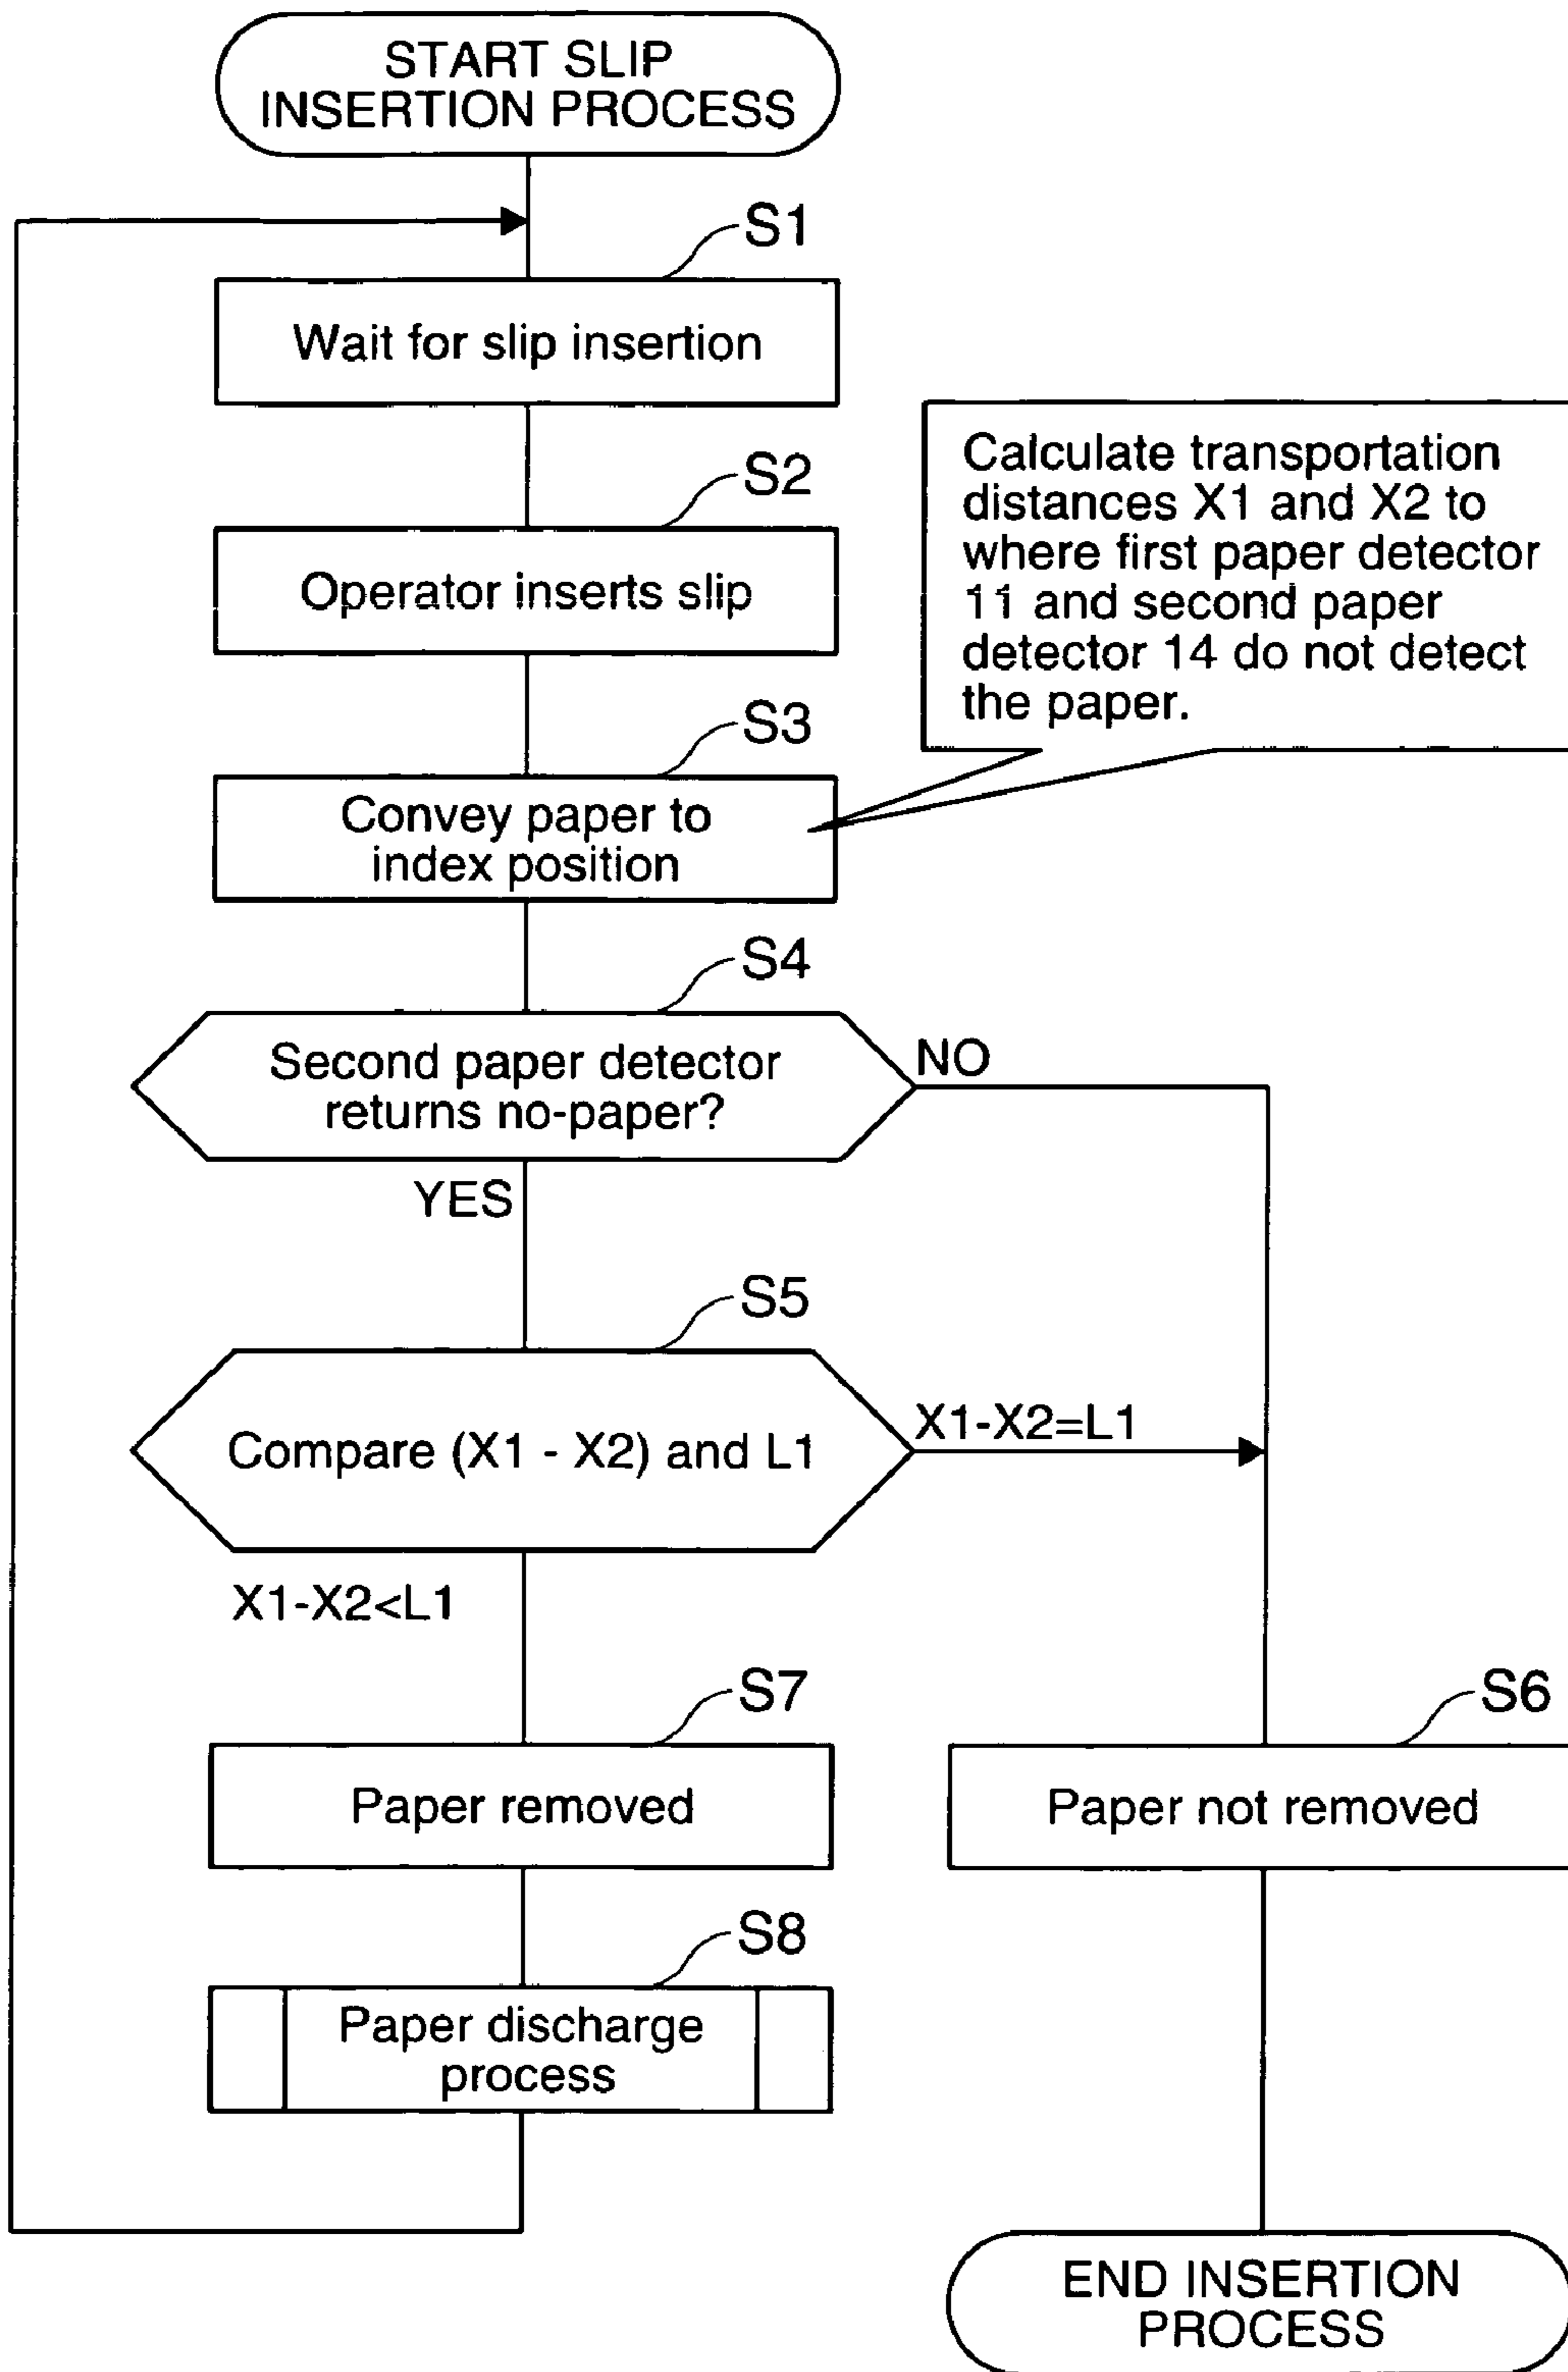 START SLIP
INSERTION PROCESS
S1
Wait for slip insertion
S2
Operator inserts slip
Calculate transportation
distances X1 and X2 to
where first paper detector
11 and second paper
detector 14 do not detect
the paper.
S3
Convey paper to
index position
S4
Second paper detector
returns no-paper?
NO
YES
S5
Compare (X1 - X2) and L1
X1-X2=L1
X1-X2<L1
S7
Paper removed
S6
Paper not removed
S8
Paper discharge
process
END INSERTION
PROCESS